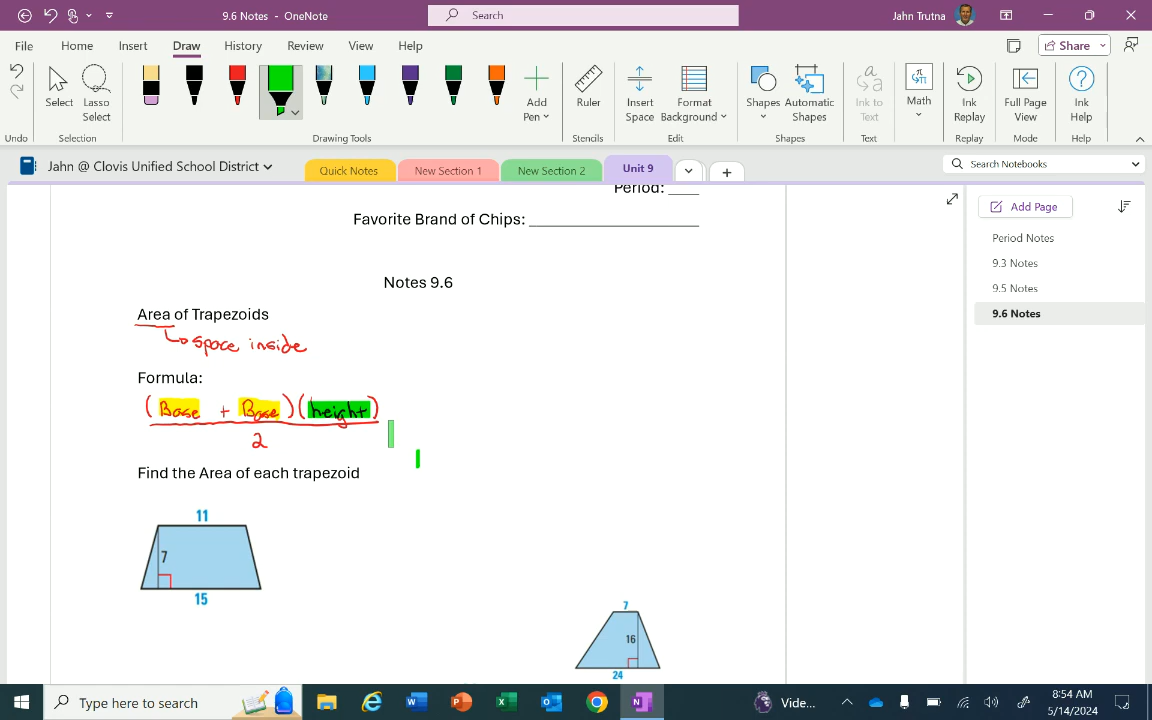 9.6 Notes - OneNote
Search
Jahn Trutna
File
Home
Insert
Draw
History
Review
View
Help
Share
Undo
Select
Lasso
Select
Selection
Add
Pen
Drawing Tools
Ruler
Stencils
Insert
Space
Format
Background
Edit
Shapes
Automatic
Shapes
Shapes
Ink to
Text
Text
Math
Ink
Replay
Replay
Full Page
View
Mode
Ink
Help
Help
Jahn @ Clovis Unified School District
Quick Notes
New Section 1
New Section 2
Unit 9
Search Notebooks
Add Page
Period Notes
9.3 Notes
9.5 Notes
9.6 Notes
Period: ____
Favorite Brand of Chips: ____________________
Notes 9.6
Area of Trapezoids
space inside
Formula:
(Base + Base)(height)
2
Find the Area of each trapezoid
11
7
15
7
16
24
Type here to search
Vide...
8:54 AM
5/14/2024